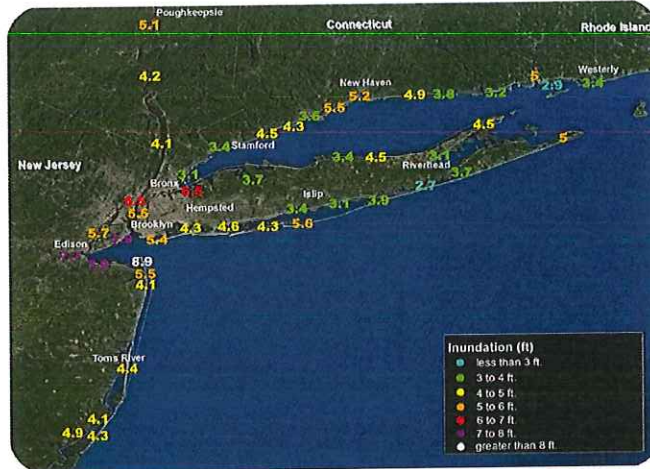 Poughkeepsie
5.1
Connecticut
Rhode Island
4.2
New Haven
5
2.9
Westerly
3.4
5.2
5.5
4.9
3.8
3.2
3.6
4.3
4.5
4.5
5
4.1
3.4
Stamford
New Jersey
3.1
Bronx
3.7
3.4
4.5
3.1
Riverhead
3.7
2.7
Islip
3.4
3.1
3.9
Hempsted
5.5
5.7
Brooklyn
5.4
4.3
4.6
4.3
5.6
Edison
8.9
5.5
4.1
Toms River
4.4
4.1
4.9
4.3
Inundation (ft)
less than 3 ft.
3 to 4 ft.
4 to 5 ft.
5 to 6 ft.
6 to 7 ft.
7 to 8 ft.
greater than 8 ft.